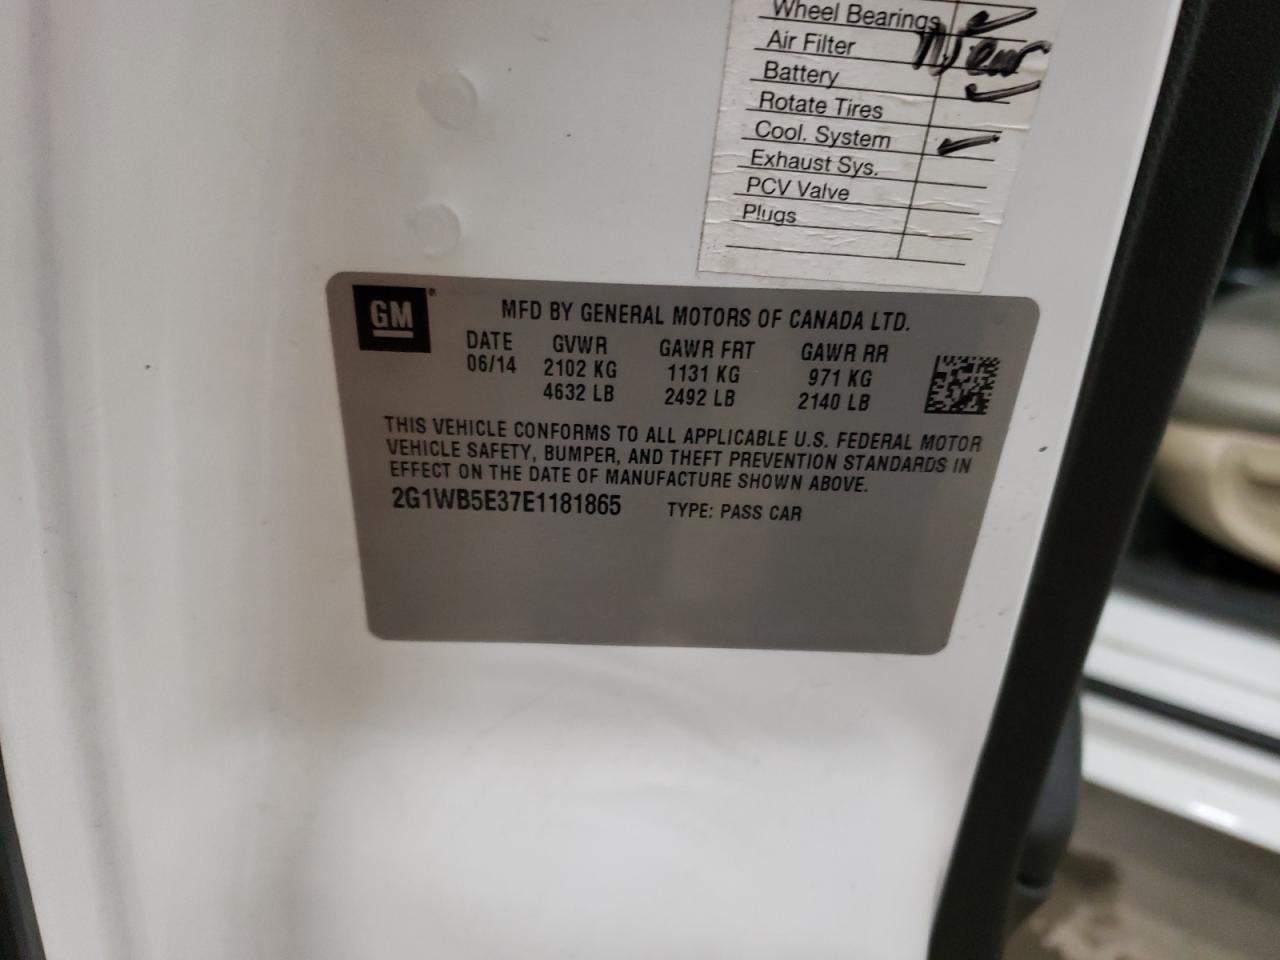 Wheel Bearings
Air Filter
Battery
Rotate Tires
Cool. System
Exhaust Sys.
PCV Valve
Plugs
GM
MFD BY GENERAL MOTORS OF CANADA LTD.
DATE GVWR GAWR FRT GAWR RR
06/14 2102 KG 1131 KG 971 KG
4632 LB 2492 LB 2140 LB
THIS VEHICLE CONFORMS TO ALL APPLICABLE U.S. FEDERAL MOTOR
VEHICLE SAFETY, BUMPER, AND THEFT PREVENTION STANDARDS IN
EFFECT ON THE DATE OF MANUFACTURE SHOWN ABOVE.
2G1WB5E37E1181865 TYPE: PASS CAR